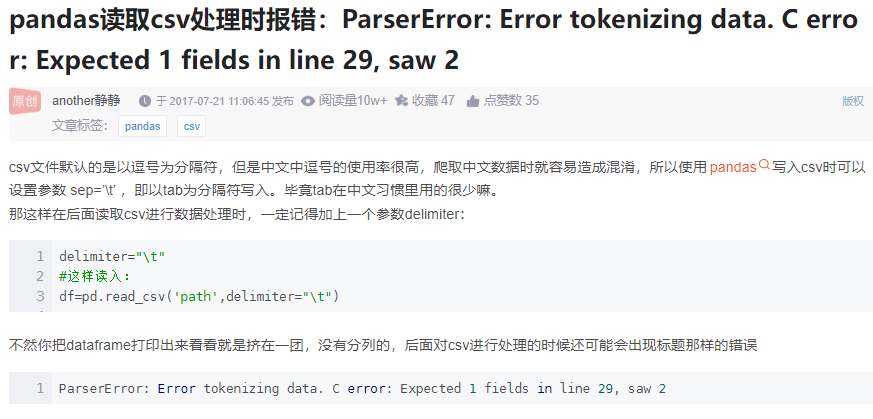 pandas读取csv处理时报错：ParserError: Error tokenizing data. C erro
r: Expected 1 fields in line 29, saw 2
原创 another静静 于 2017-07-21 11:06:45 发布 阅读量10w+ 收藏 47 点赞数 35 版权
文章标签： pandas csv
csv文件默认的是以逗号为分隔符，但是中文中逗号的使用率很高，爬取中文数据时就容易造成混淆，所以使用 pandas 写入csv时可以
设置参数 sep='\t' ，即以tab为分隔符写入。毕竟tab在中文习惯里用的很少嘛。
那这样在后面读取csv进行数据处理时，一定记得加上一个参数delimiter：
1 delimiter="\t"
2 #这样读入：
3 df=pd.read_csv('path',delimiter="\t")
不然你把dataframe打印出来看看就是挤在一团，没有分列的，后面对csv进行处理的时候还可能会出现标题那样的错误
1 ParserError: Error tokenizing data. C error: Expected 1 fields in line 29, saw 2